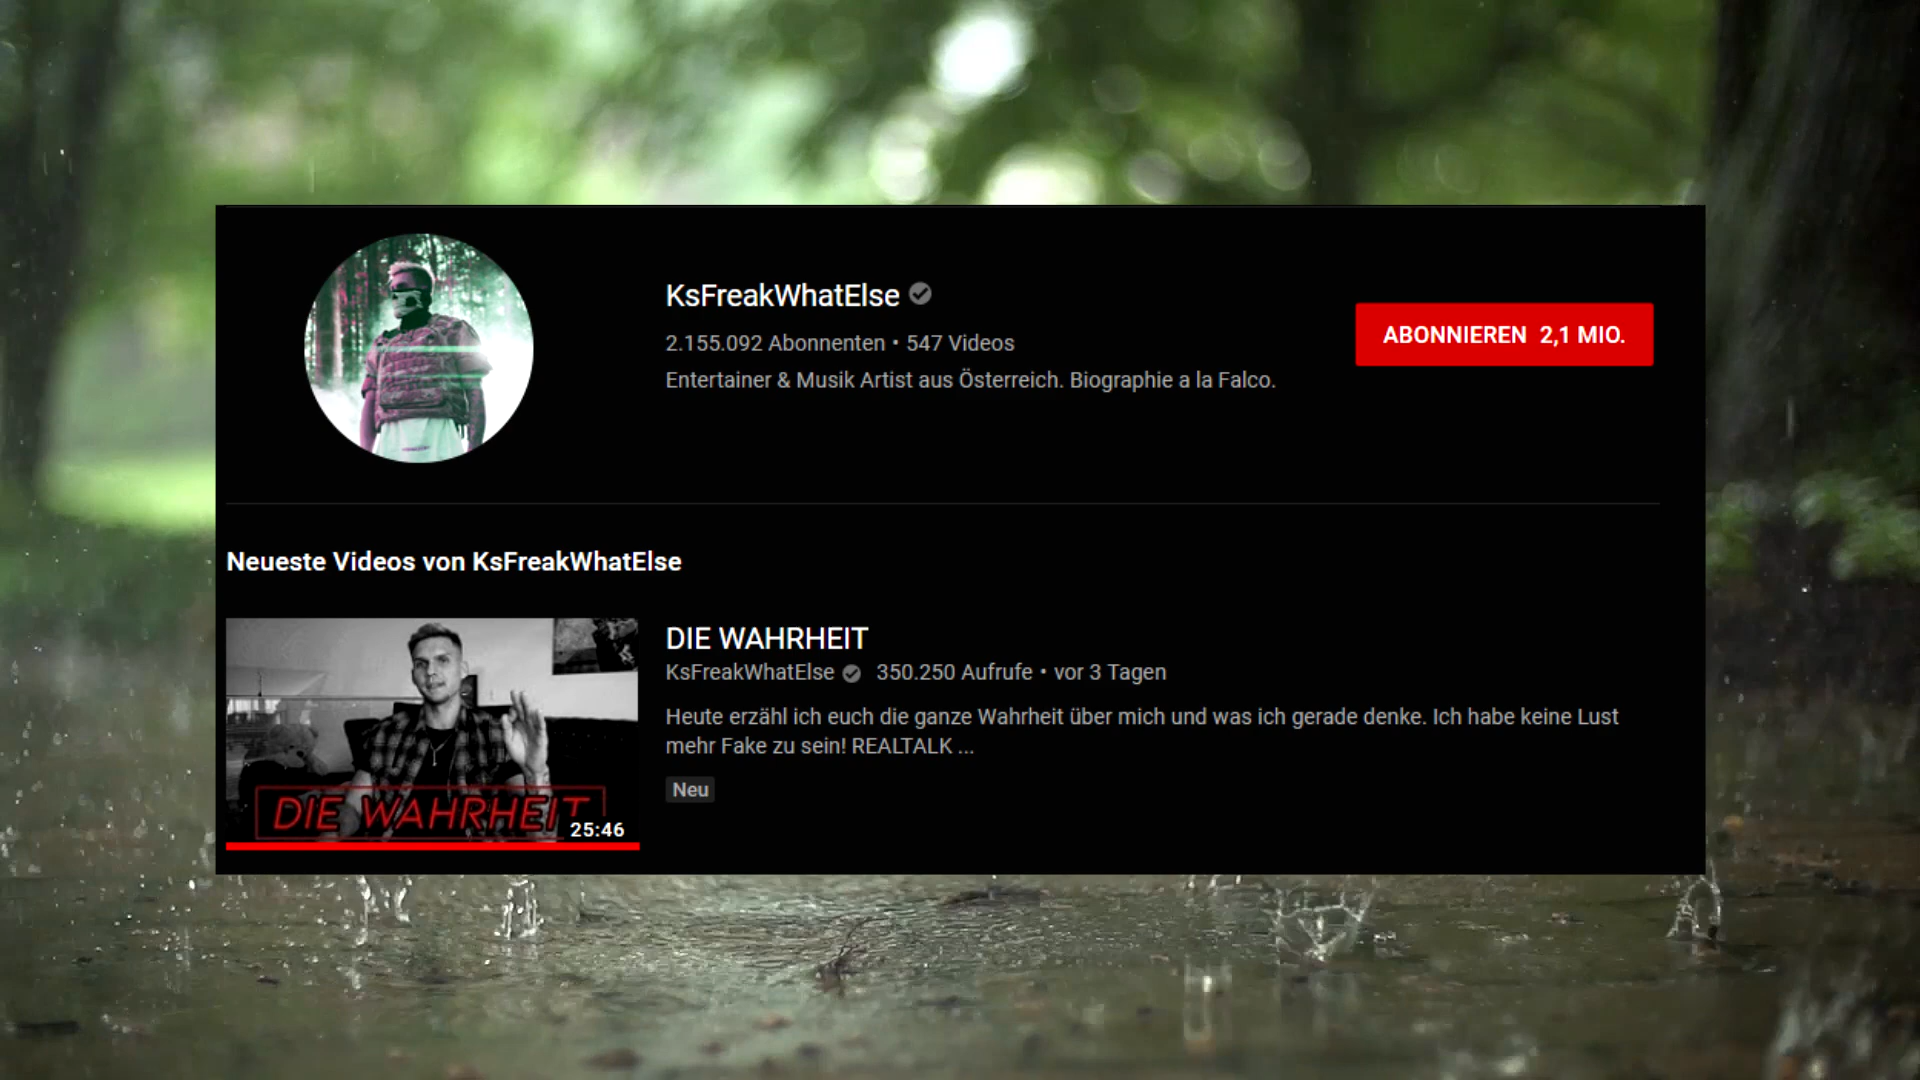 KsFreakWhatElse
2.155.092 Abonnenten • 547 Videos
Entertainer & Musik Artist aus Österreich. Biographie a la Falco.
ABONNIEREN 2,1 MIO.
Neueste Videos von KsFreakWhatElse
DIE WAHRHEIT
25:46
DIE WAHRHEIT
KsFreakWhatElse 350.250 Aufrufe • vor 3 Tagen
Heute erzähl ich euch die ganze Wahrheit über mich und was ich gerade denke. Ich habe keine Lust
mehr Fake zu sein! REALTALK ...
Neu